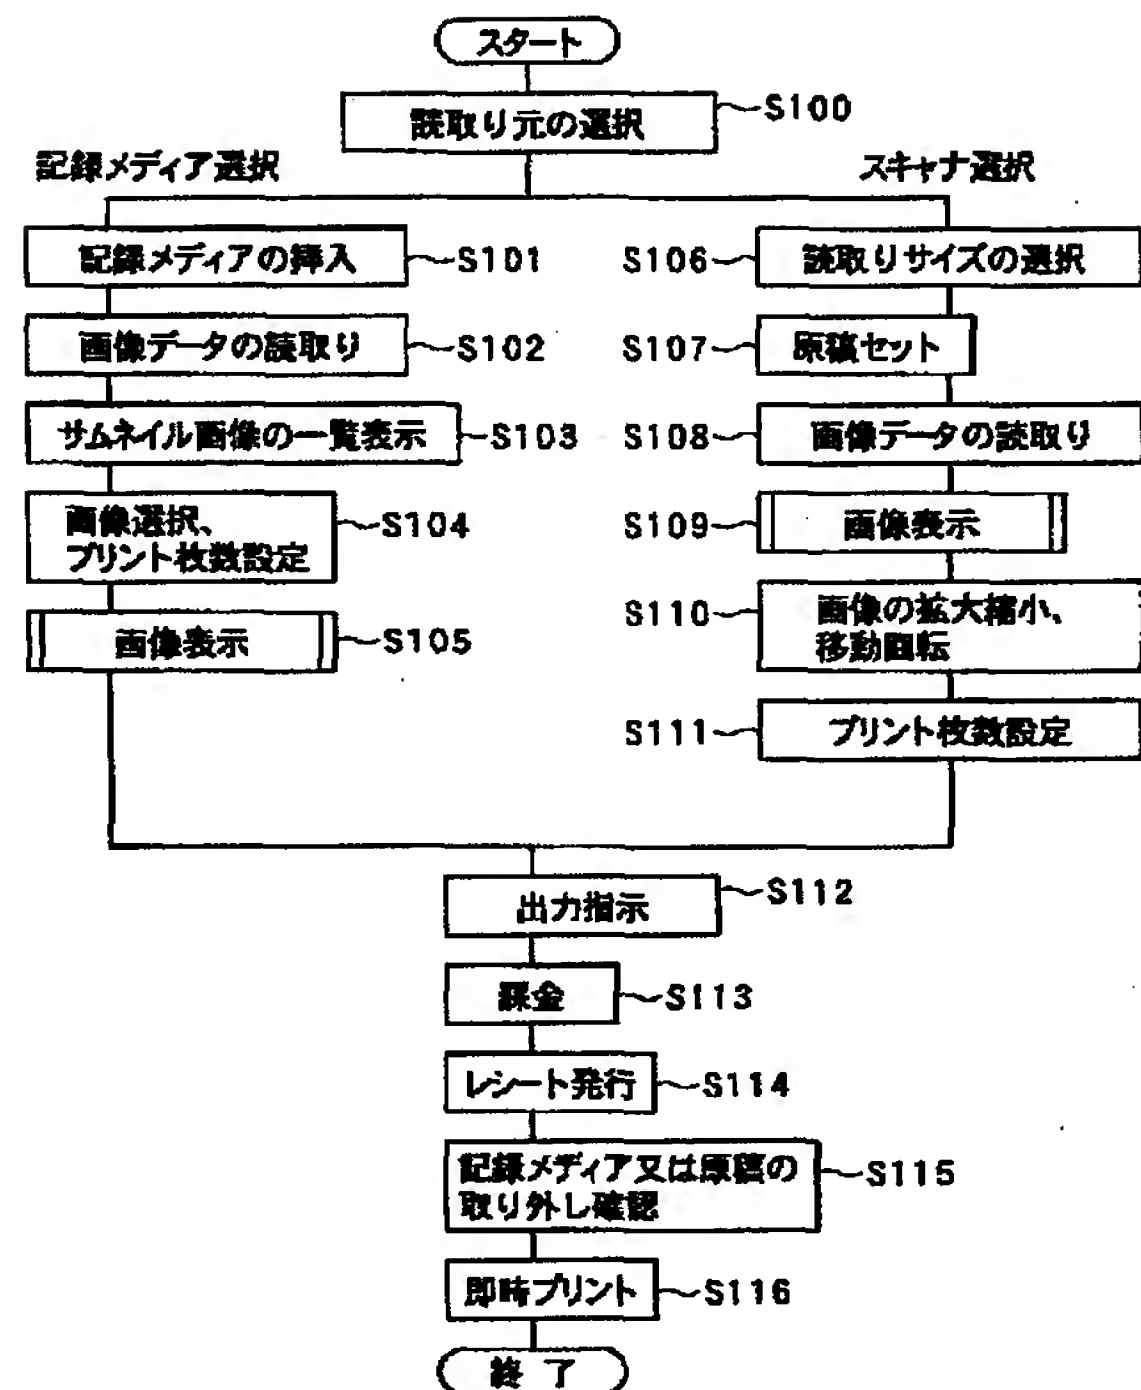 スタート
読取り元の選択
S100
記録メディア選択
スキャナ選択
記録メディアの挿入
S101
S106
読取りサイズの選択
画像データの読取り
S102
S107
原稿セット
サムネイル画像の一覧表示
S103
S108
画像データの読取り
画像選択、
プリント枚数設定
S104
S109
画像表示
画像表示
S105
S110
画像の拡大縮小、
移動回転
S111
プリント枚数設定
出力指示
S112
課金
S113
レシート発行
S114
記録メディア又は原稿の
取り外し確認
S115
即時プリント
S116
終了